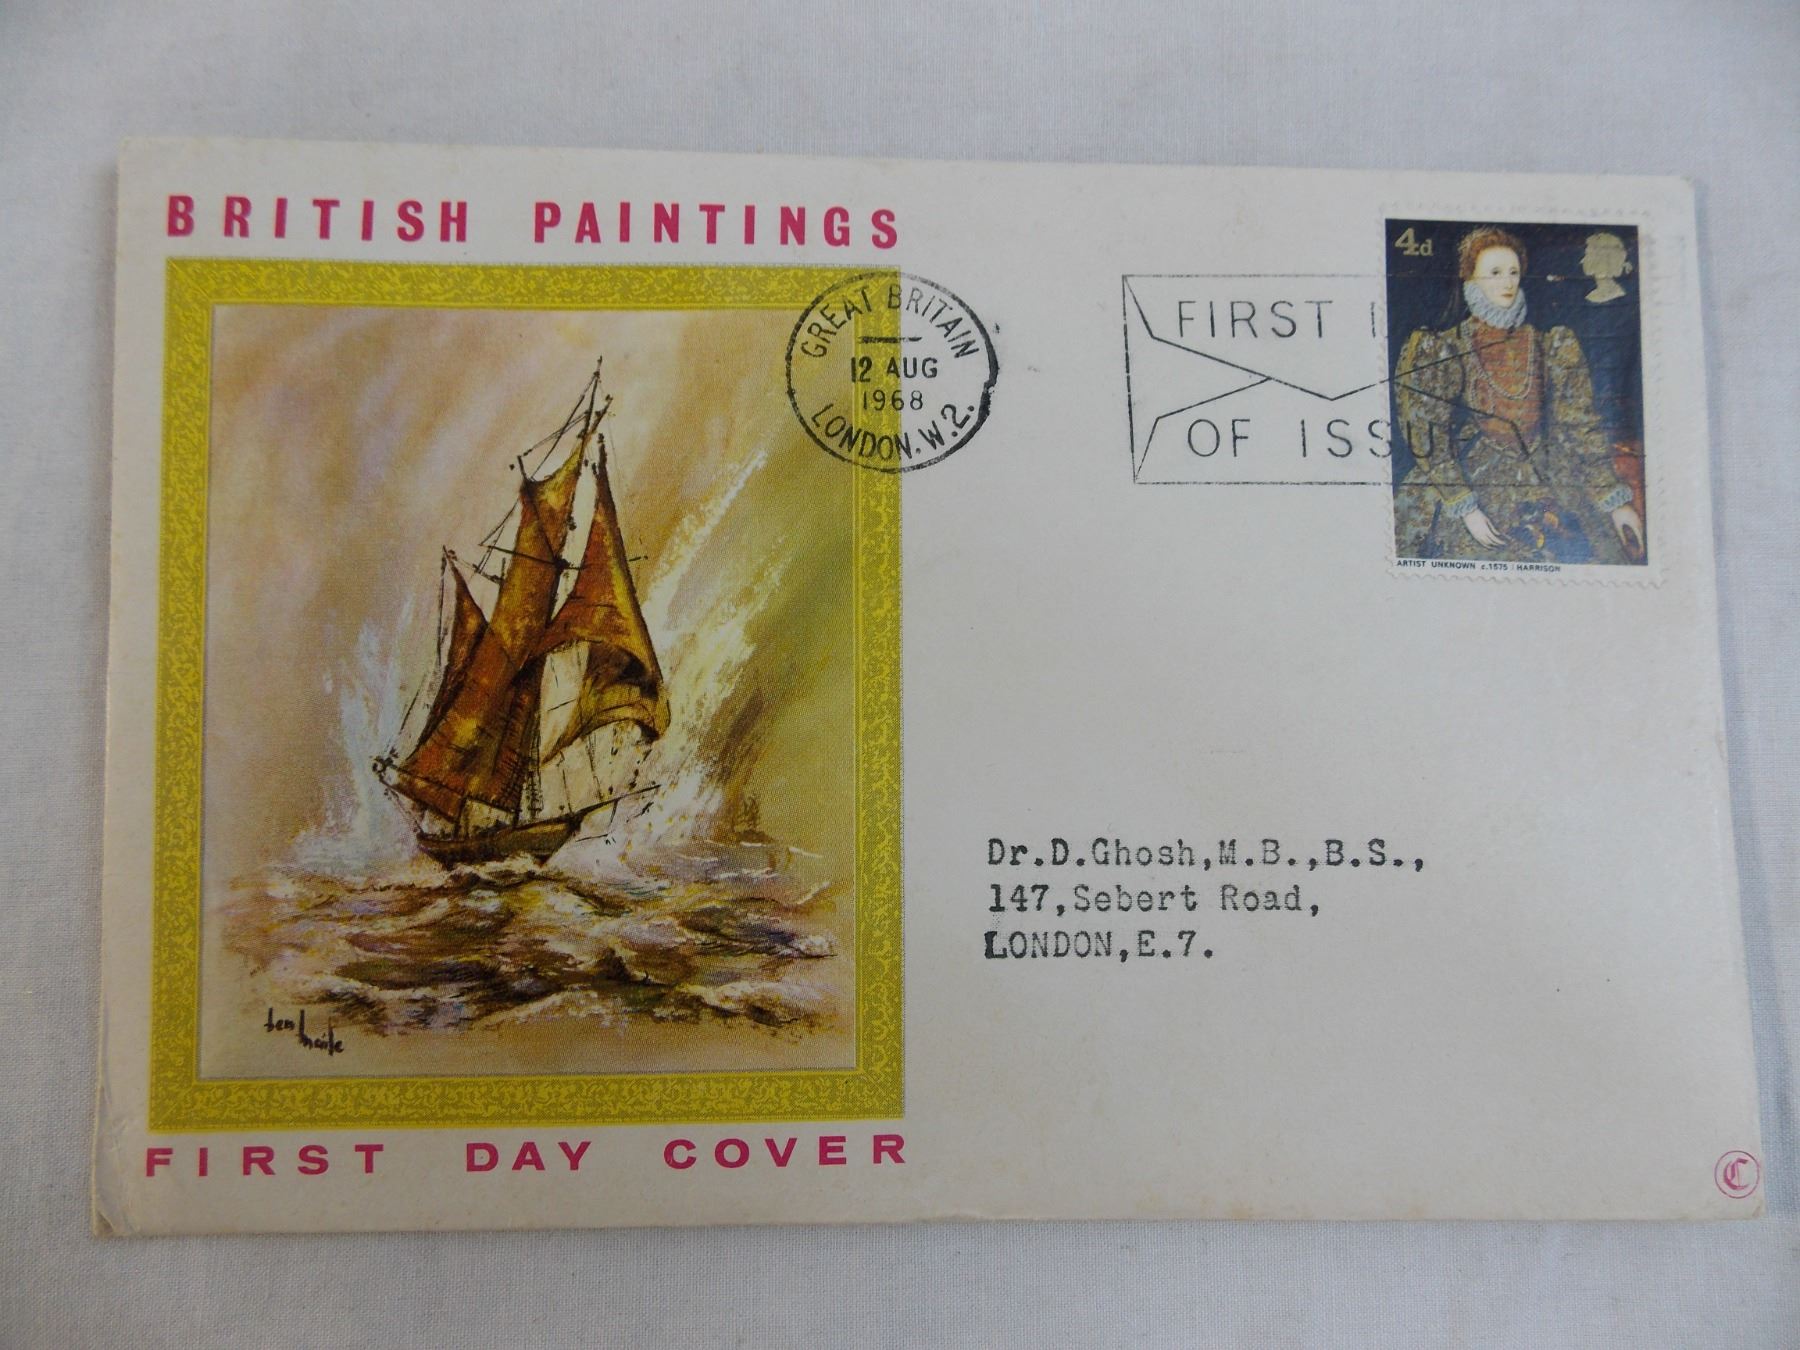 BRITISH PAINTINGS
GREAT BRITAIN
12 AUG
1968
LONDON. W.2.
FIRST
OF ISSUE
4d
ARTIST UNKNOWN c.1575 / HARRISON
Dr.D.Ghosh,M.B.,B.S.,
147,Sebert Road,
LONDON,E.7.
FIRST DAY COVER
C